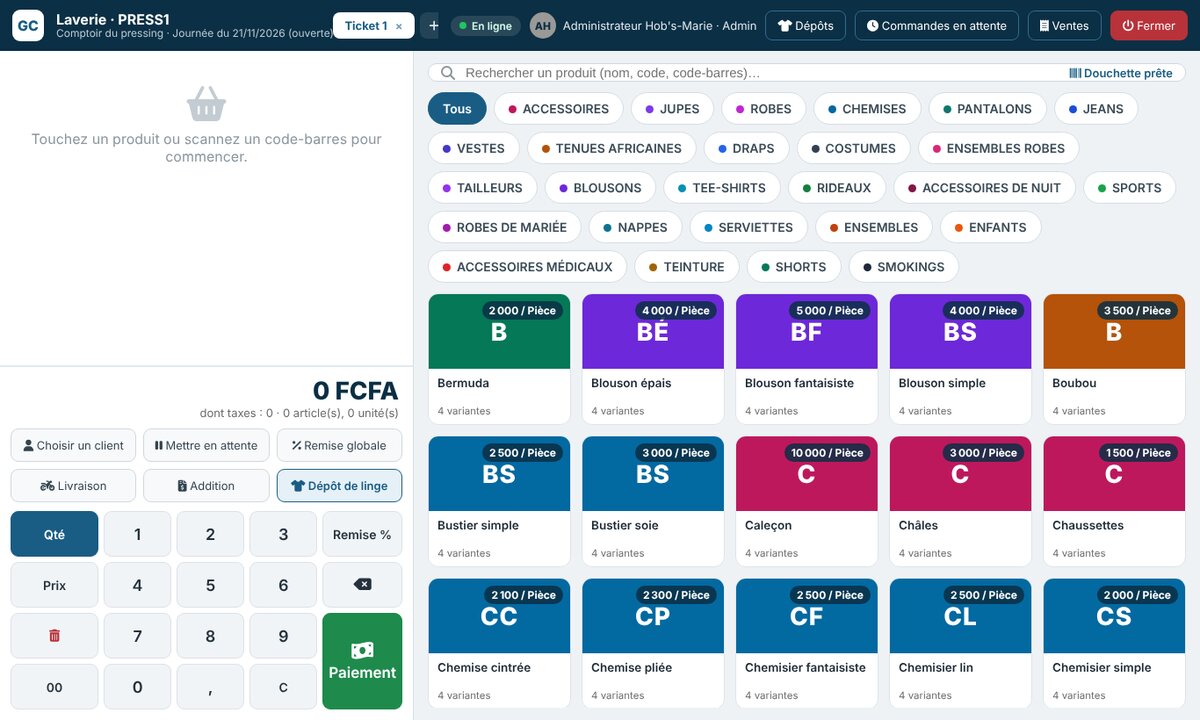 GC
Laverie · PRESS1
Comptoir du pressing · Journée du 21/11/2026 (ouverte)
Ticket 1 ×
+
En ligne
AH
Administrateur Hob's-Marie · Admin
Dépôts
Commandes en attente
Ventes
Fermer
Touchez un produit ou scannez un code-barres pour
commencer.
0 FCFA
dont taxes : 0 · 0 article(s), 0 unité(s)
Choisir un client
Mettre en attente
Remise globale
Livraison
Addition
Dépôt de linge
Qté 1 2 3 Remise %
Prix 4 5 6
7 8 9
Paiement
00 0 , C
Rechercher un produit (nom, code, code-barres)…
Douchette prête
Tous ACCESSOIRES JUPES ROBES CHEMISES PANTALONS JEANS
VESTES TENUES AFRICAINES DRAPS COSTUMES ENSEMBLES ROBES
TAILLEURS BLOUSONS TEE-SHIRTS RIDEAUX ACCESSOIRES DE NUIT SPORTS
ROBES DE MARIÉE NAPPES SERVIETTES ENSEMBLES ENFANTS
ACCESSOIRES MÉDICAUX TEINTURE SHORTS SMOKINGS
2 000 / Pièce
B
Bermuda
4 variantes
4 000 / Pièce
BÉ
Blouson épais
4 variantes
5 000 / Pièce
BF
Blouson fantaisiste
4 variantes
4 000 / Pièce
BS
Blouson simple
4 variantes
3 500 / Pièce
B
Boubou
4 variantes
2 500 / Pièce
BS
Bustier simple
4 variantes
3 000 / Pièce
BS
Bustier soie
4 variantes
10 000 / Pièce
C
Caleçon
4 variantes
3 000 / Pièce
C
Châles
4 variantes
1 500 / Pièce
C
Chaussettes
4 variantes
2 100 / Pièce
CC
Chemise cintrée
4 variantes
2 300 / Pièce
CP
Chemise pliée
4 variantes
2 500 / Pièce
CF
Chemisier fantaisiste
4 variantes
2 500 / Pièce
CL
Chemisier lin
4 variantes
2 000 / Pièce
CS
Chemisier simple
4 variantes